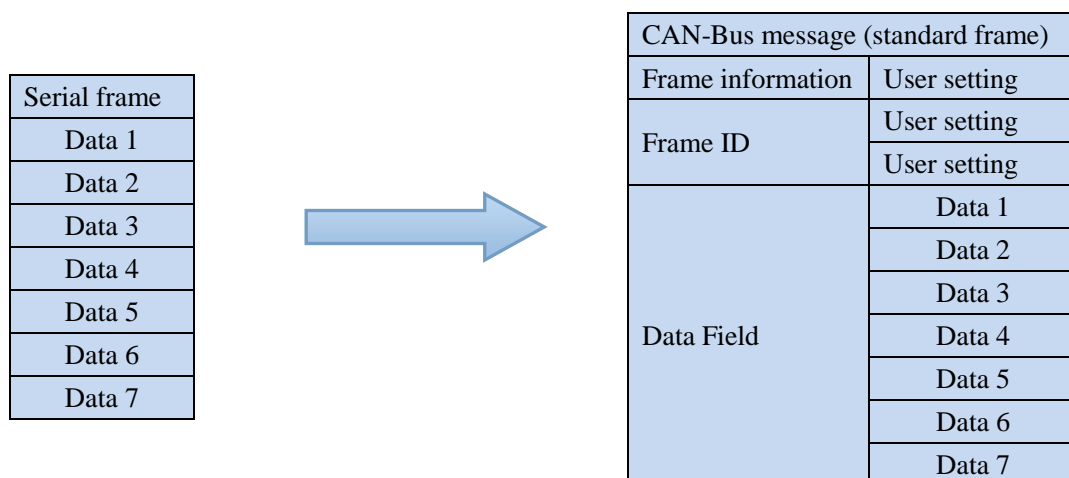 Serial frame
Data 1
Data 2
Data 3
Data 4
Data 5
Data 6
Data 7
CAN-Bus message (standard frame)
Frame information User setting
Frame ID
User setting
User setting
Data Field
Data 1
Data 2
Data 3
Data 4
Data 5
Data 6
Data 7